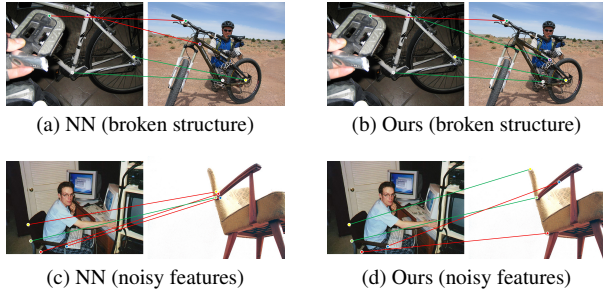 (a) NN (broken structure)
(b) Ours (broken structure)
(c) NN (noisy features)
(d) Ours (noisy features)